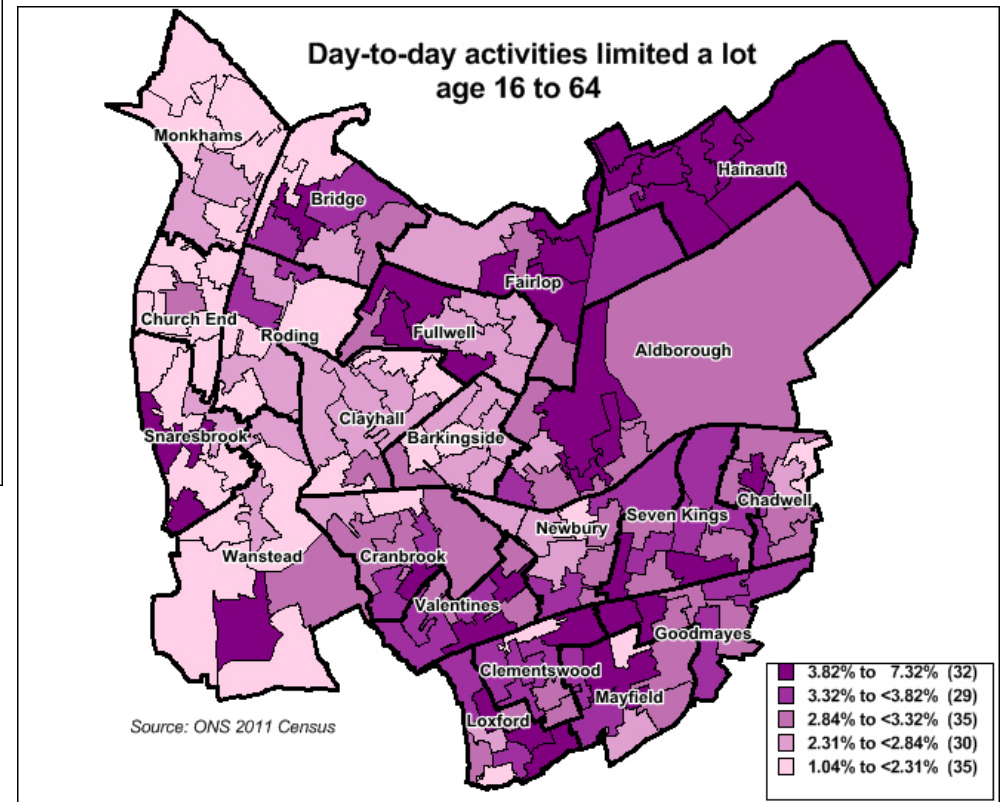 Day-to-day activities limited a lot
age 16 to 64
Monkhams
Hainault
Bridge
Fairlop
Church End
Roding
Fullwell
Aldborough
Clayhall
Snaresbrook
Barkingside
Chadwell
Seven Kings
Newbury
Wanstead
Cranbrook
Valentines
Goodmayes
Clementswood
Mayfield
Loxford
Source: ONS 2011 Census
3.82% to 7.32% (32)
3.32% to <3.82% (29)
2.84% to <3.32% (35)
2.31% to <2.84% (30)
1.04% to <2.31% (35)